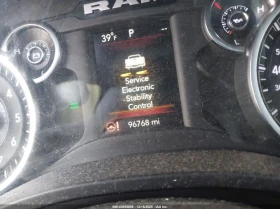 RAM
39°F P --
Service
Electronic
Stability
Control
96768 mi